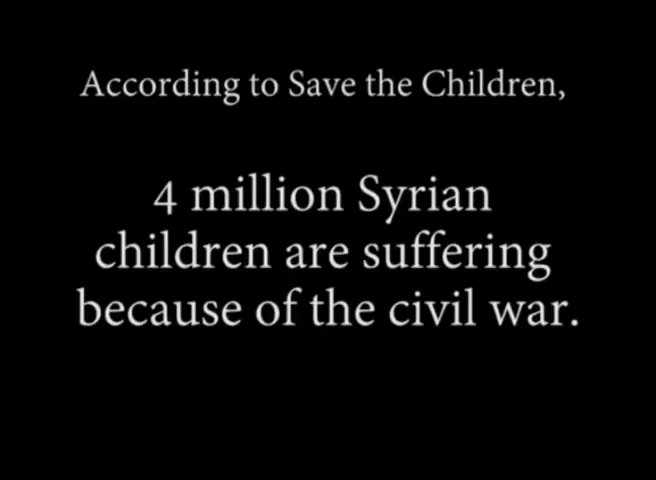 According to Save the Children,
4 million Syrian
children are suffering
because of the civil war.